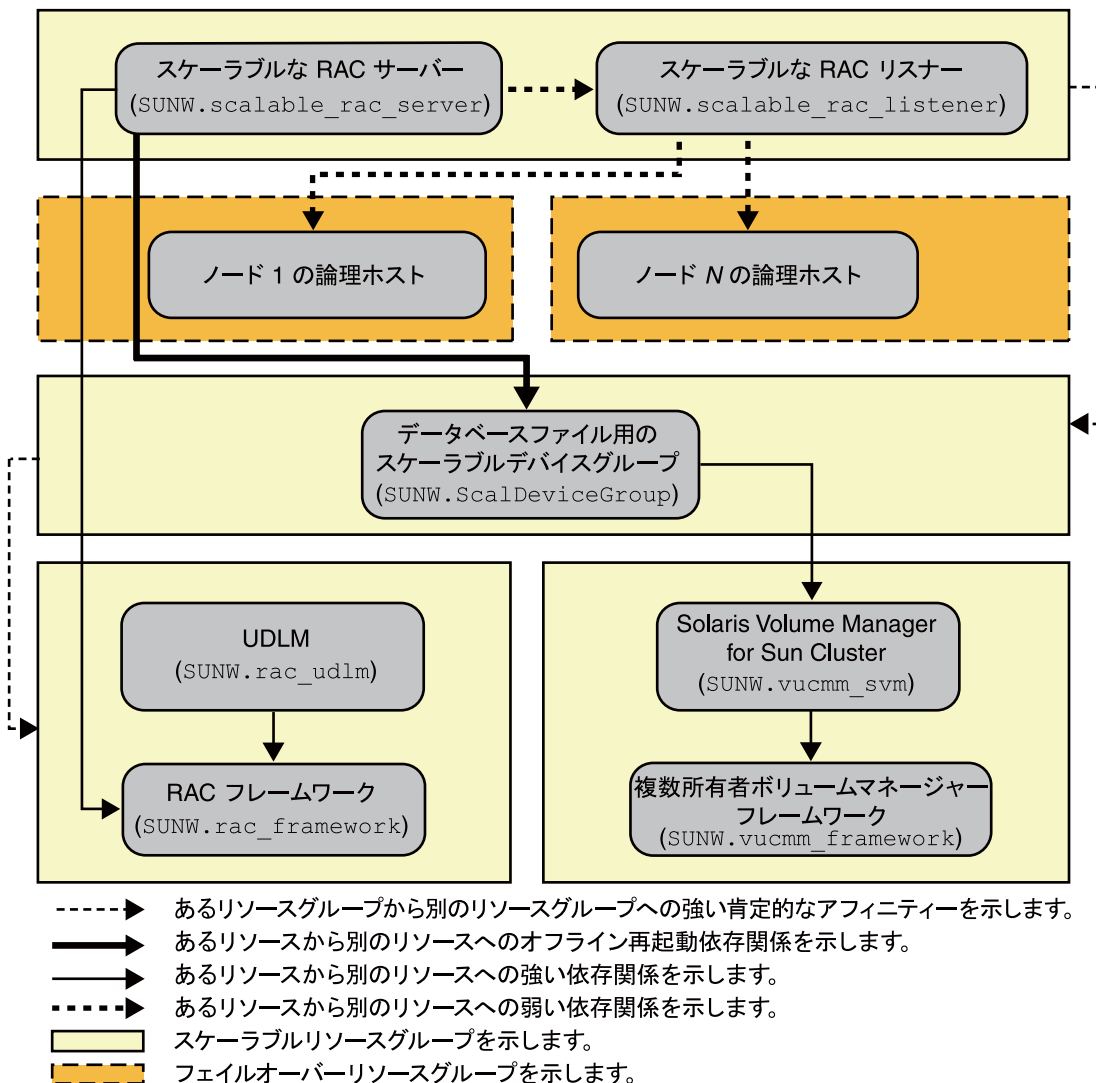 スケーラブルな RAC サーバー
(SUNW.scalable_rac_server)
スケーラブルな RAC リスナー
(SUNW.scalable_rac_listener)
ノード 1 の論理ホスト
ノード N の論理ホスト
データベースファイル用の
スケーラブルデバイスグループ
(SUNW.ScalDeviceGroup)
UDLM
(SUNW.rac_udlm)
Solaris Volume Manager
for Sun Cluster
(SUNW.vucmm_svm)
RAC フレームワーク
(SUNW.rac_framework)
複数所有者ボリュームマネージャー
フレームワーク
(SUNW.vucmm_framework)
あるリソースグループから別のリソースグループへの強い肯定的なアフィニティーを示します。
あるリソースから別のリソースへのオフライン再起動依存関係を示します。
あるリソースから別のリソースへの強い依存関係を示します。
あるリソースから別のリソースへの弱い依存関係を示します。
スケーラブルリソースグループを示します。
フェイルオーバーリソースグループを示します。